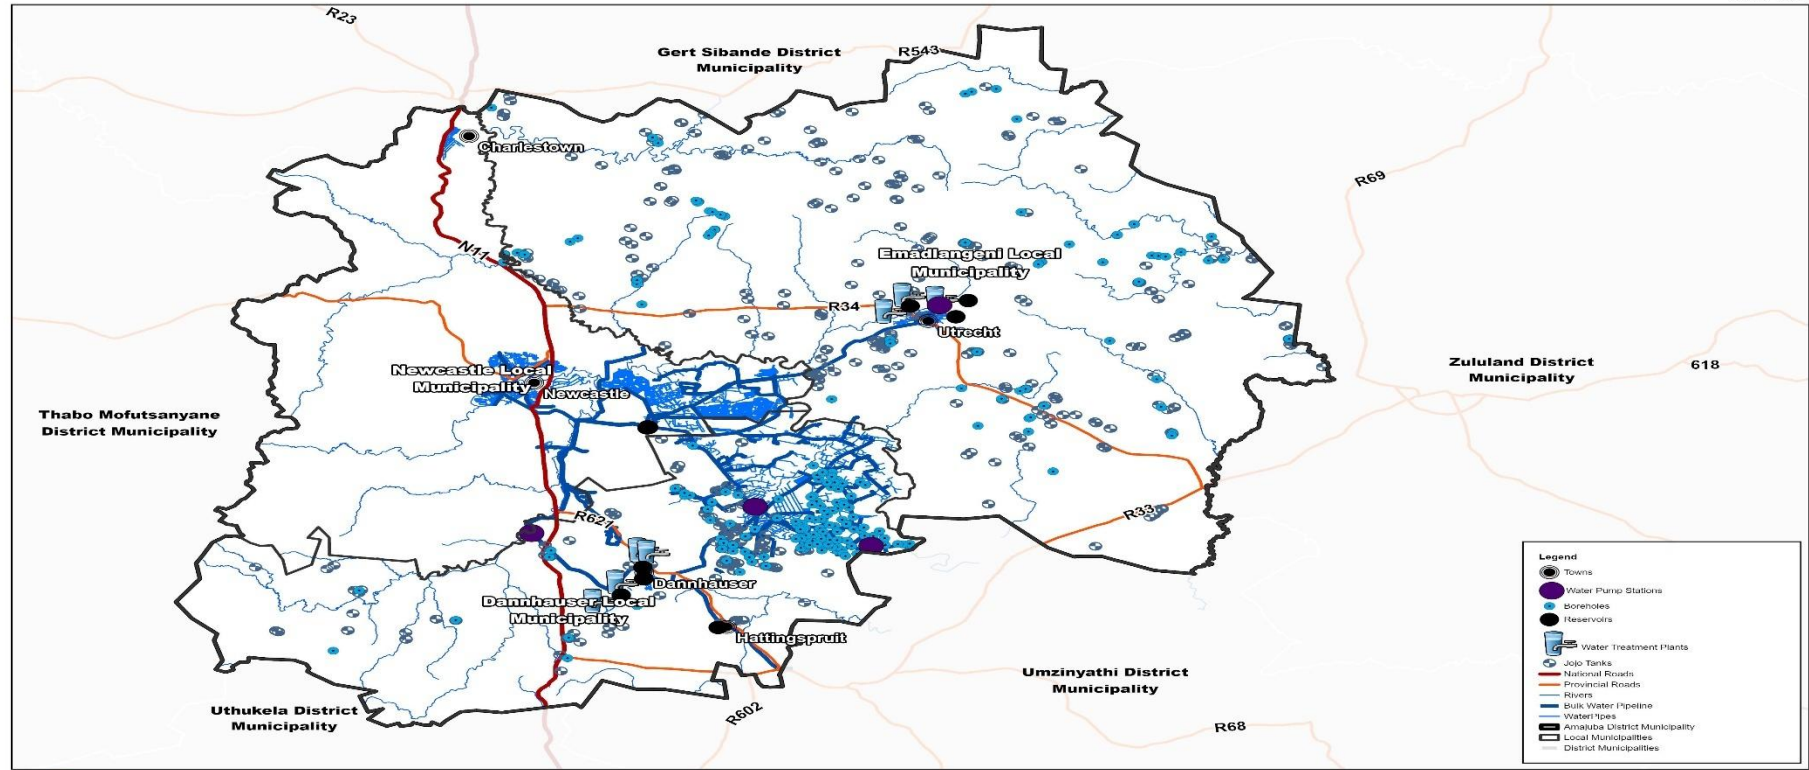 R23
Gert Sibande District
Municipality
R543
Charlestown
R69
N11
Emadlangeni Local
Municipality
R34
Utrecht
Zululand District
Municipality
618
Newcastle Local
Municipality
Newcastle
Thabo Mofutsanyane
District Municipality
R621
R33
Dannhauser
Dannhauser Local
Municipality
Hattingspruit
Umzinyathi District
Municipality
Uthukela District
Municipality
R602
R68
Legend
Towns
Water Pump Stations
Boreholes
Reservoirs
Water Treatment Plants
Jojo Tanks
National Roads
Provincial Roads
Rivers
Bulk Water Pipeline
WaterPipes
Amajuba District Municipality
Local Municipalities
District Municipalities